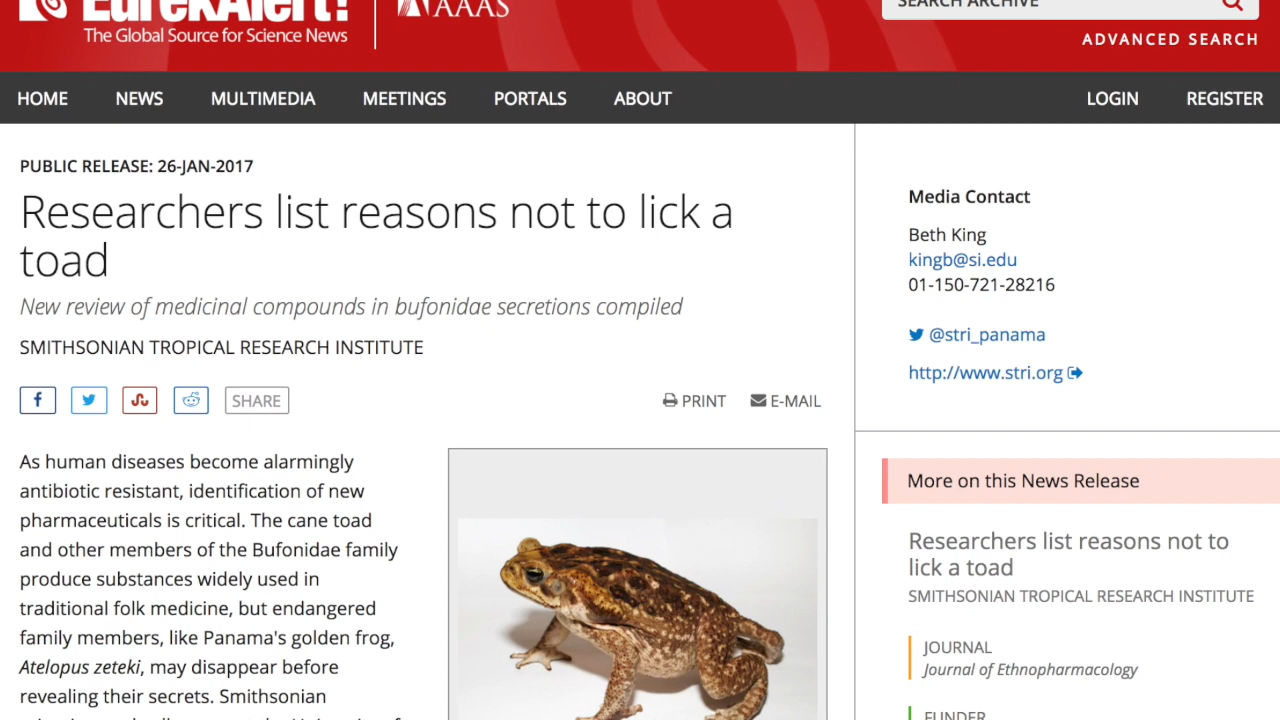 EurekAlert!
The Global Source for Science News
AAAS
SEARCH ARCHIVE
ADVANCED SEARCH
HOME NEWS MULTIMEDIA MEETINGS PORTALS ABOUT LOGIN REGISTER
PUBLIC RELEASE: 26-JAN-2017
Researchers list reasons not to lick a
toad
New review of medicinal compounds in bufonidae secretions compiled
SMITHSONIAN TROPICAL RESEARCH INSTITUTE
SHARE
PRINT E-MAIL
As human diseases become alarmingly
antibiotic resistant, identification of new
pharmaceuticals is critical. The cane toad
and other members of the Bufonidae family
produce substances widely used in
traditional folk medicine, but endangered
family members, like Panama's golden frog,
Atelopus zeteki, may disappear before
revealing their secrets. Smithsonian
Media Contact
Beth King
kingb@si.edu
01-150-721-28216
@stri_panama
http://www.stri.org
More on this News Release
Researchers list reasons not to
lick a toad
SMITHSONIAN TROPICAL RESEARCH INSTITUTE
JOURNAL
Journal of Ethnopharmacology
FUNDER